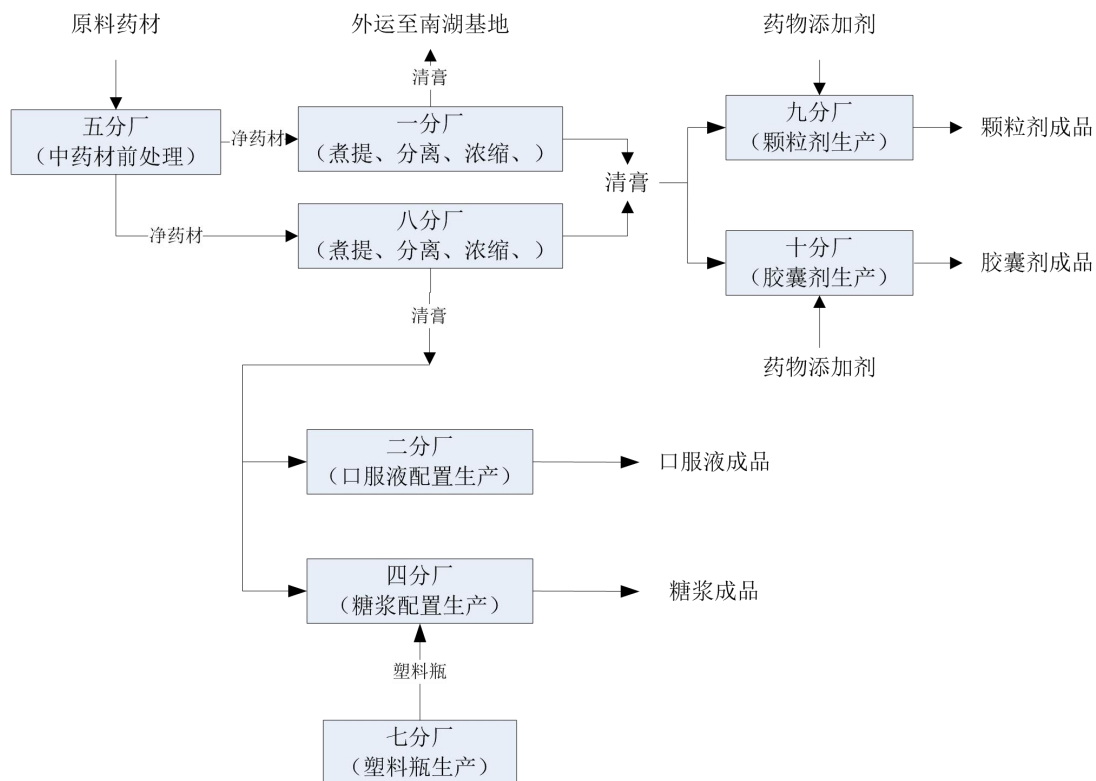 原料药材
外运至南湖基地
药物添加剂
清膏
五分厂
（中药材前处理）
净药材
一分厂
（煮提、分离、浓缩、）
九分厂
（颗粒剂生产）
颗粒剂成品
清膏
净药材
八分厂
（煮提、分离、浓缩、）
十分厂
（胶囊剂生产）
胶囊剂成品
清膏
药物添加剂
二分厂
（口服液配置生产）
口服液成品
四分厂
（糖浆配置生产）
糖浆成品
塑料瓶
七分厂
（塑料瓶生产）